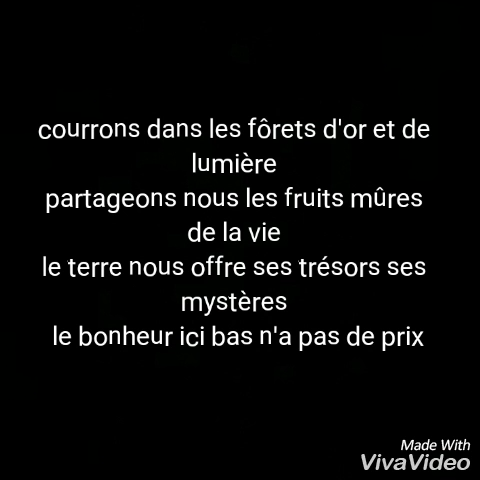 courrons dans les fôrets d'or et de
lumière
partageons nous les fruits mûres
de la vie
le terre nous offre ses trésors ses
mystères
le bonheur ici bas n'a pas de prix
Made With
VivaVideo